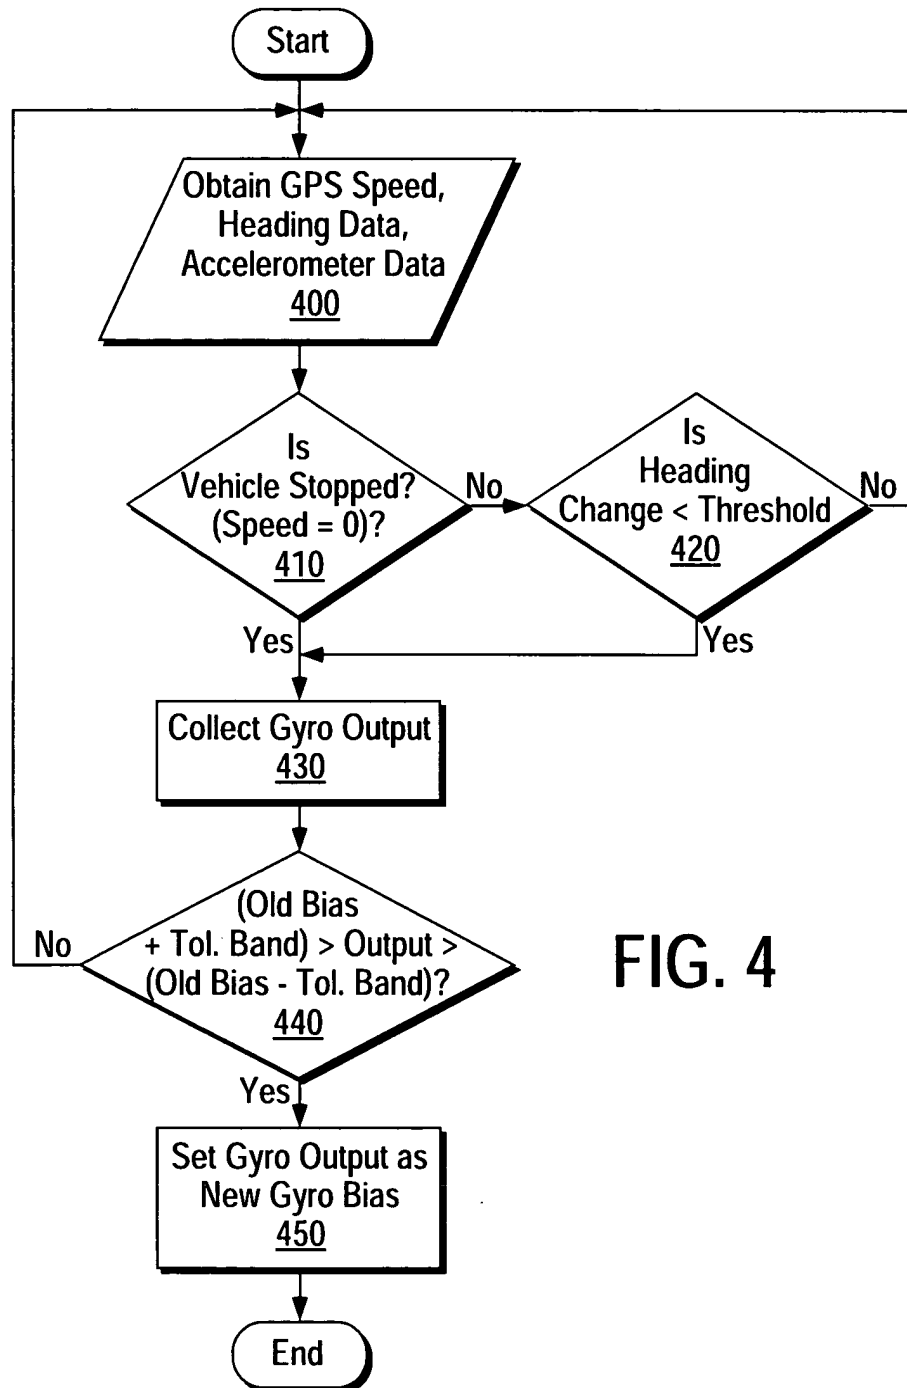 Start
Obtain GPS Speed,
Heading Data,
Accelerometer Data
400
Is
Vehicle Stopped?
(Speed = 0)?
410
No
Is
Heading
Change < Threshold
420
No
Yes
Yes
Collect Gyro Output
430
(Old Bias
+ Tol. Band) > Output >
(Old Bias - Tol. Band)?
440
No
Yes
FIG. 4
Set Gyro Output as
New Gyro Bias
450
End